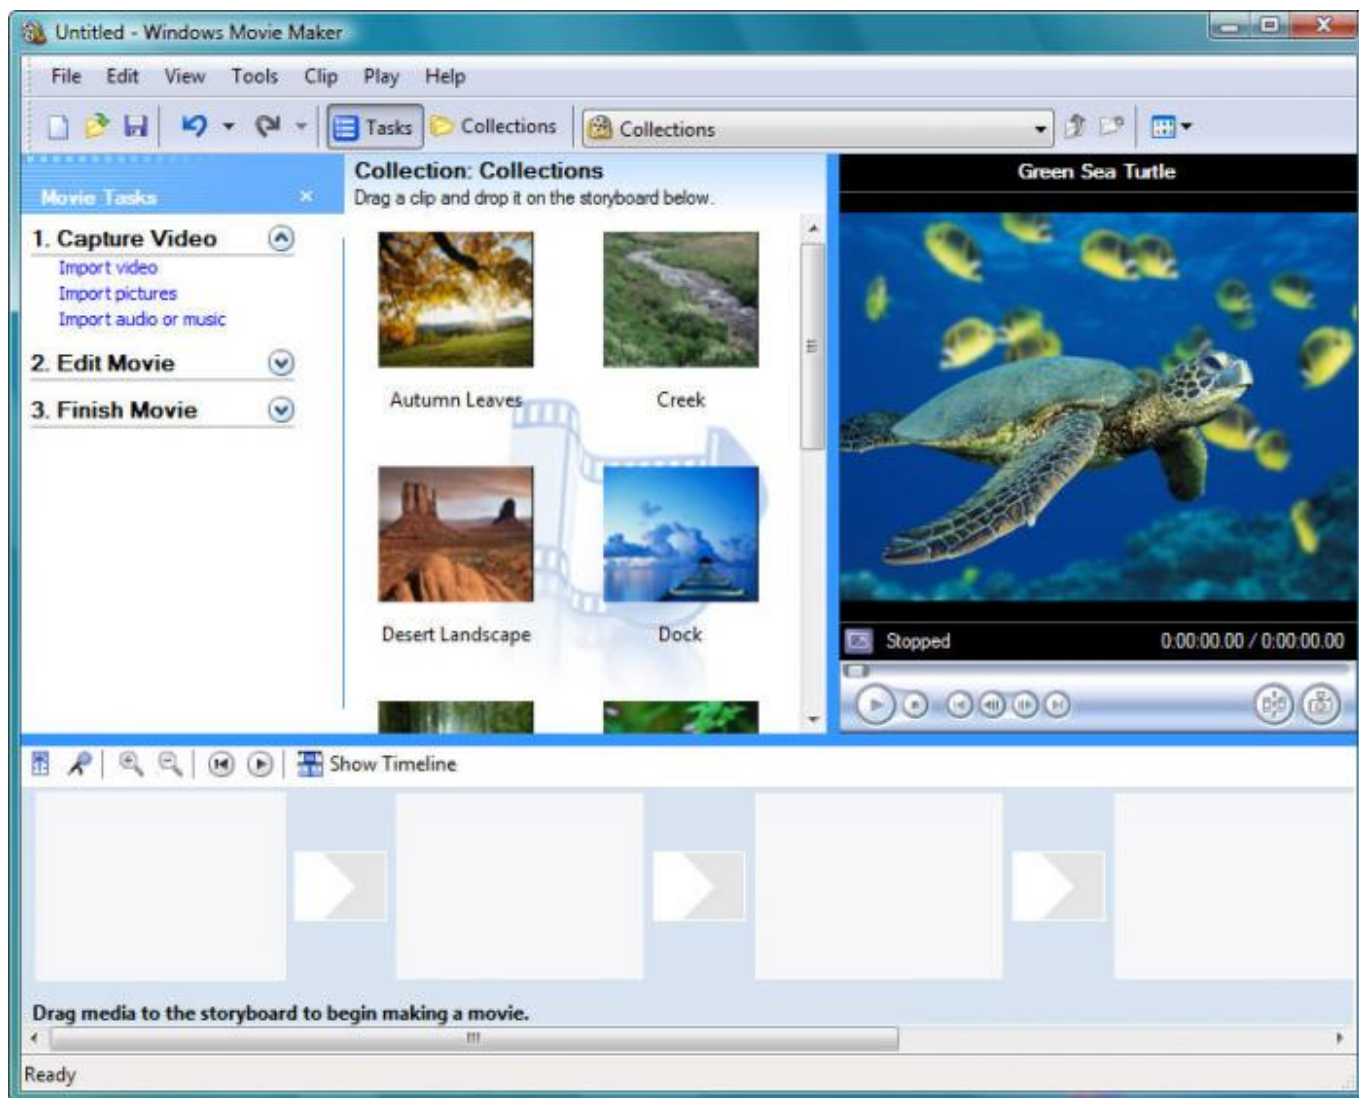 Untitled - Windows Movie Maker
File Edit View Tools Clip Play Help
Tasks Collections Collections
Movie Tasks
1. Capture Video
Import video
Import pictures
Import audio or music
2. Edit Movie
3. Finish Movie
Collection: Collections
Drag a clip and drop it on the storyboard below.
Autumn Leaves Creek
Desert Landscape Dock
Green Sea Turtle
Stopped 0:00:00.00 / 0:00:00.00
Show Timeline
Drag media to the storyboard to begin making a movie.
Ready